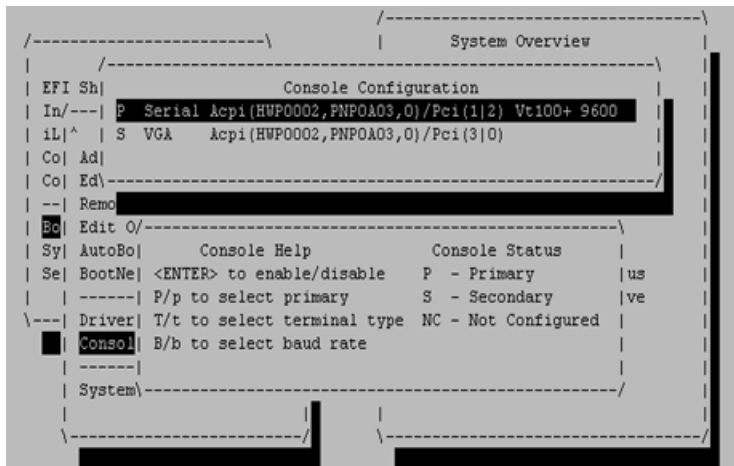 System Overview
EFI Sh
Console Configuration
In
P Serial Acpi(HWP0002,PNP0A03,0)/Pci(1|2) Vt100+ 9600
iL ^
S VGA Acpi(HWP0002,PNP0A03,0)/Pci(3|0)
Co Ad
Co Ed
Remo
Bo Edit O
Sy AutoBo Console Help Console Status
Se BootNe <ENTER> to enable/disable P - Primary us
P/p to select primary S - Secondary ve
Driver T/t to select terminal type NC - Not Configured
Consol B/b to select baud rate
System